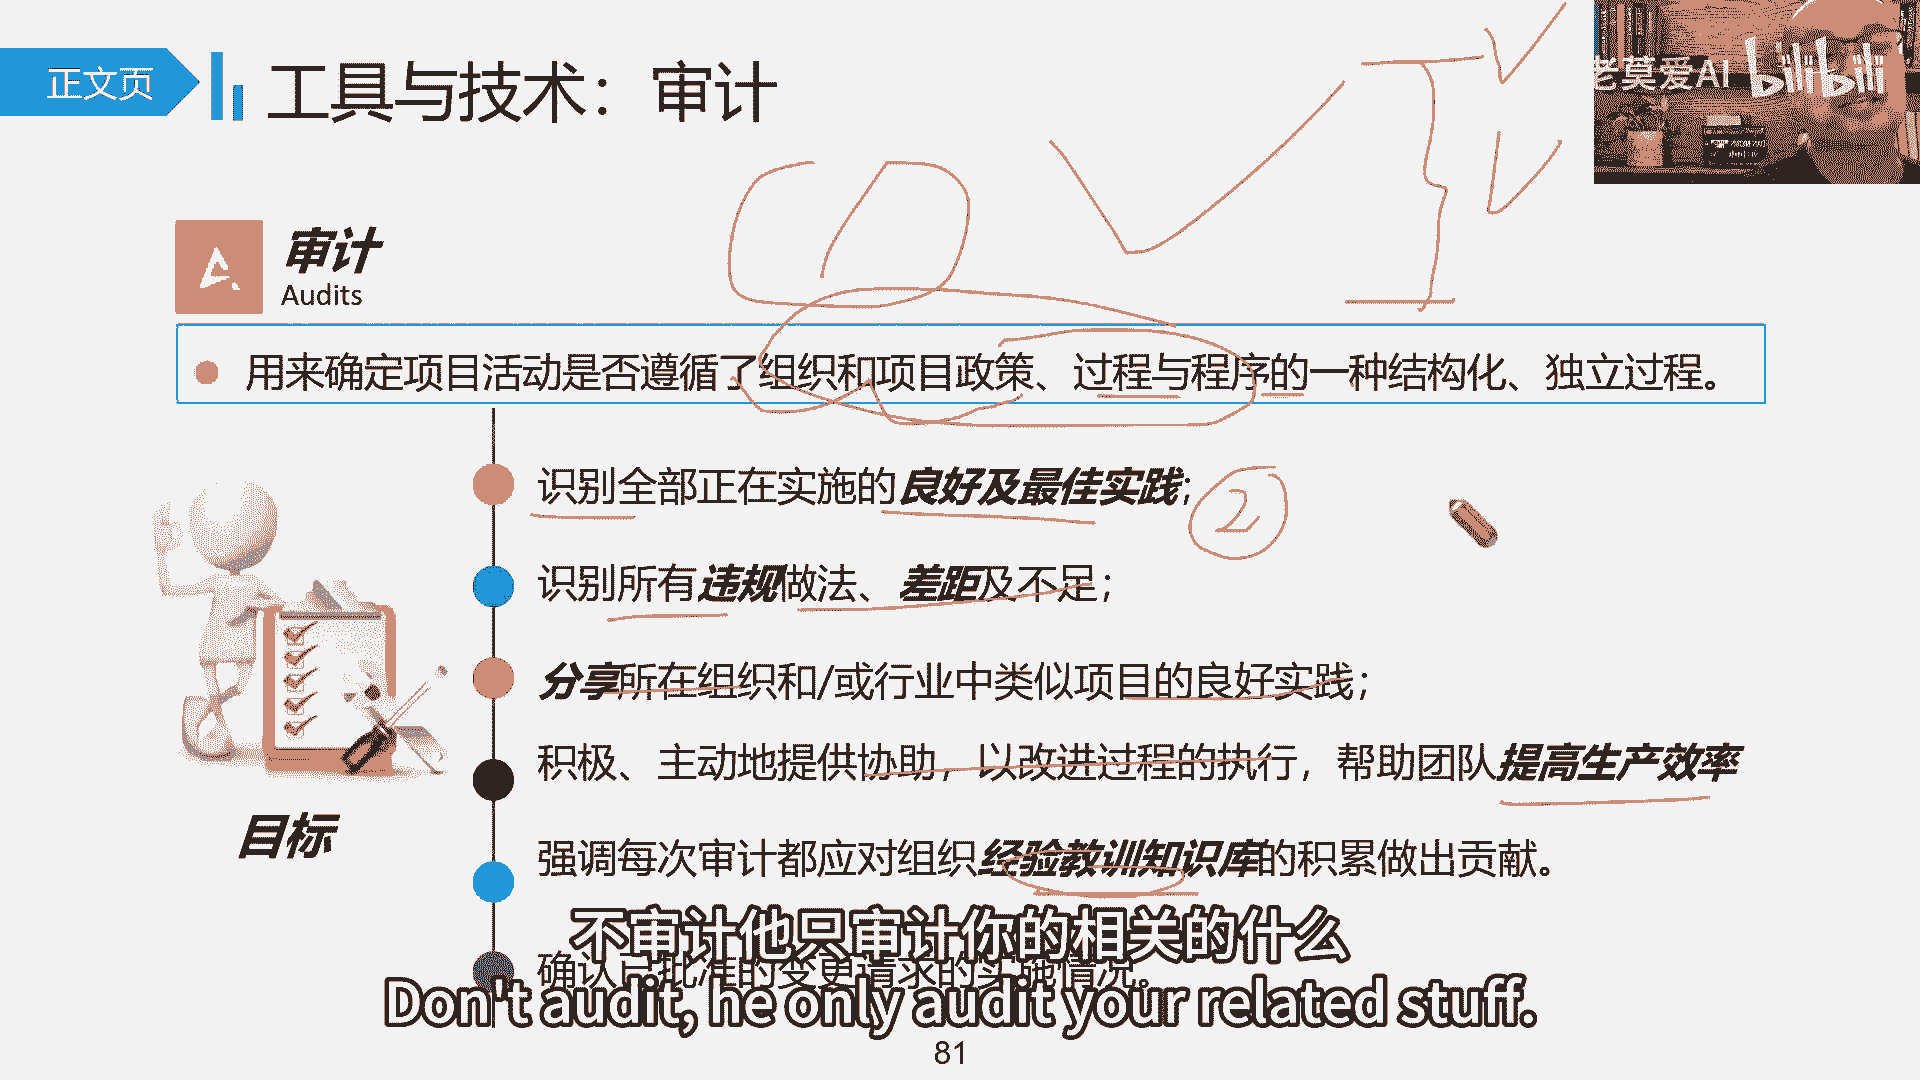 正文页
工具与技术：审计
老莫爱AI
bilibili
审计
Audits
用来确定项目活动是否遵循了组织和项目政策、过程与程序的一种结构化、独立过程。
识别全部正在实施的良好及最佳实践；
2
识别所有违规做法、差距及不足；
分享所在组织和/或行业中类似项目的良好实践；
积极、主动地提供协助，以改进过程的执行，帮助团队提高生产效率
目标
强调每次审计都应对组织经验教训知识库的积累做出贡献。
不审计他只审计你的相关的什么
确认已批准的变更请求的实施情况。
Don't audit, he only audit your related stuff.
81